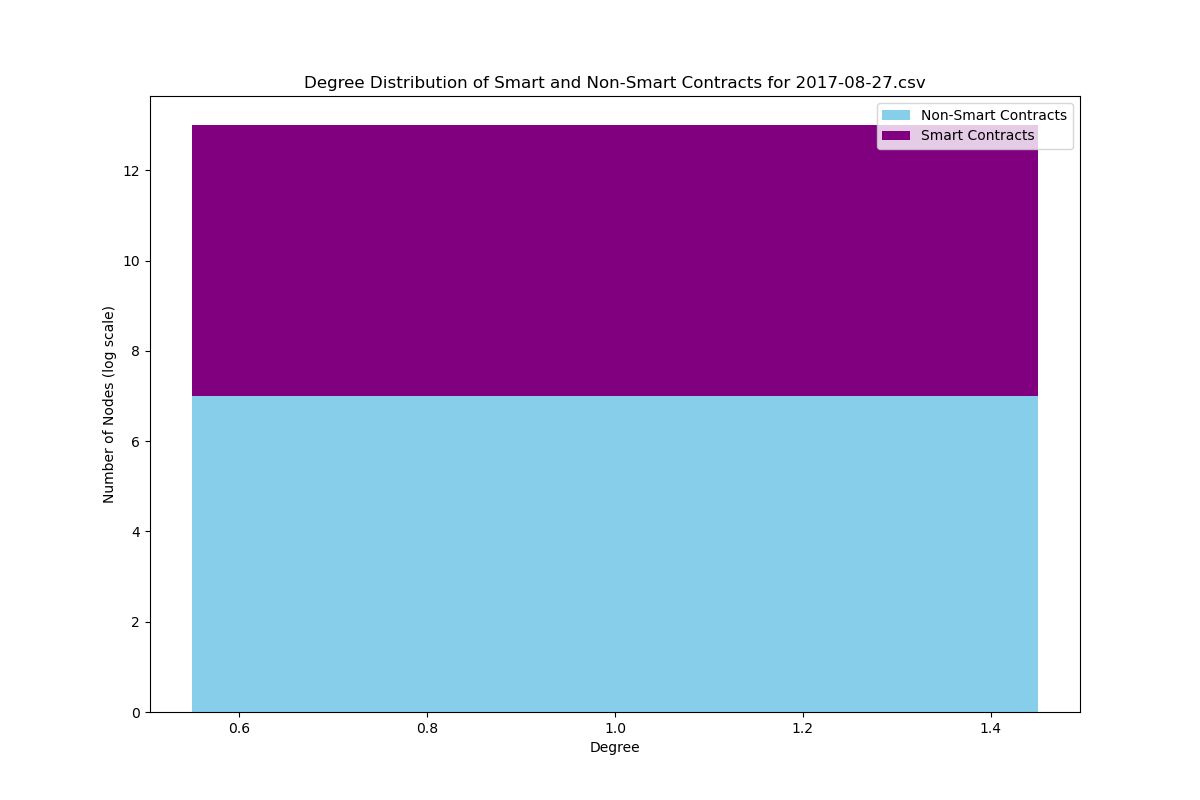 Degree Distribution of Smart and Non-Smart Contracts for 2017-08-27.csv
Non-Smart Contracts
Smart Contracts
12
10
8
6
4
2
0
Number of Nodes (log scale)
0.6 0.8 1.0 1.2 1.4
Degree